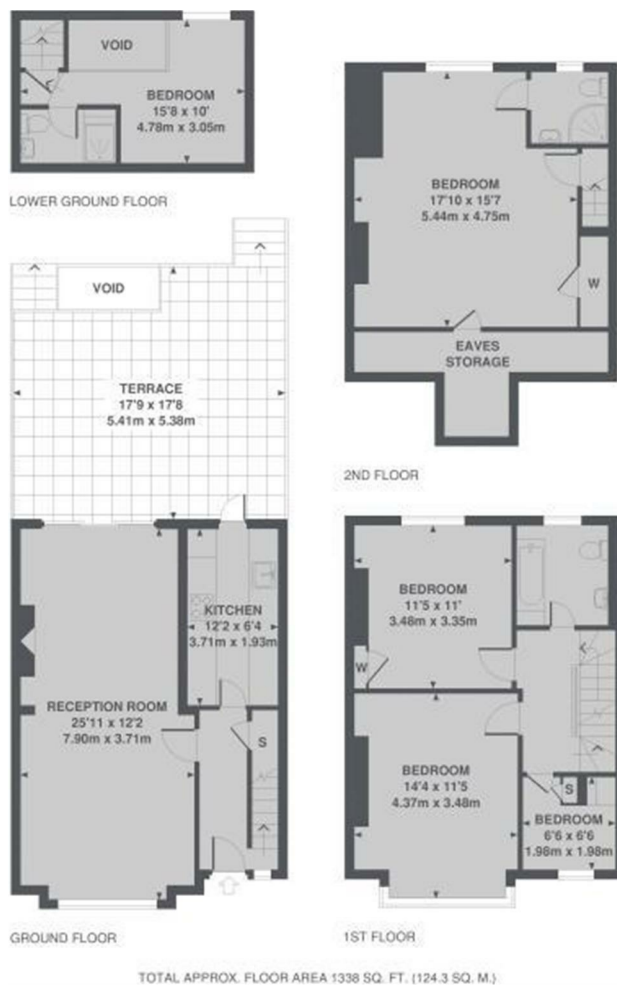 VOID
BEDROOM
15'8 x 10'
4.78m x 3.05m
LOWER GROUND FLOOR
VOID
TERRACE
17'9 x 17'8
5.41m x 5.38m
KITCHEN
12'2 x 6'4
3.71m x 1.93m
RECEPTION ROOM
25'11 x 12'2
7.90m x 3.71m
S
GROUND FLOOR
BEDROOM
17'10 x 15'7
5.44m x 4.75m
W
EAVES
STORAGE
2ND FLOOR
BEDROOM
11'5 x 11'
3.48m x 3.35m
W
BEDROOM
14'4 x 11'5
4.37m x 3.48m
S
BEDROOM
6'6 x 6'6
1.98m x 1.98m
1ST FLOOR
TOTAL APPROX. FLOOR AREA 1338 SQ. FT. (124.3 SQ. M.)